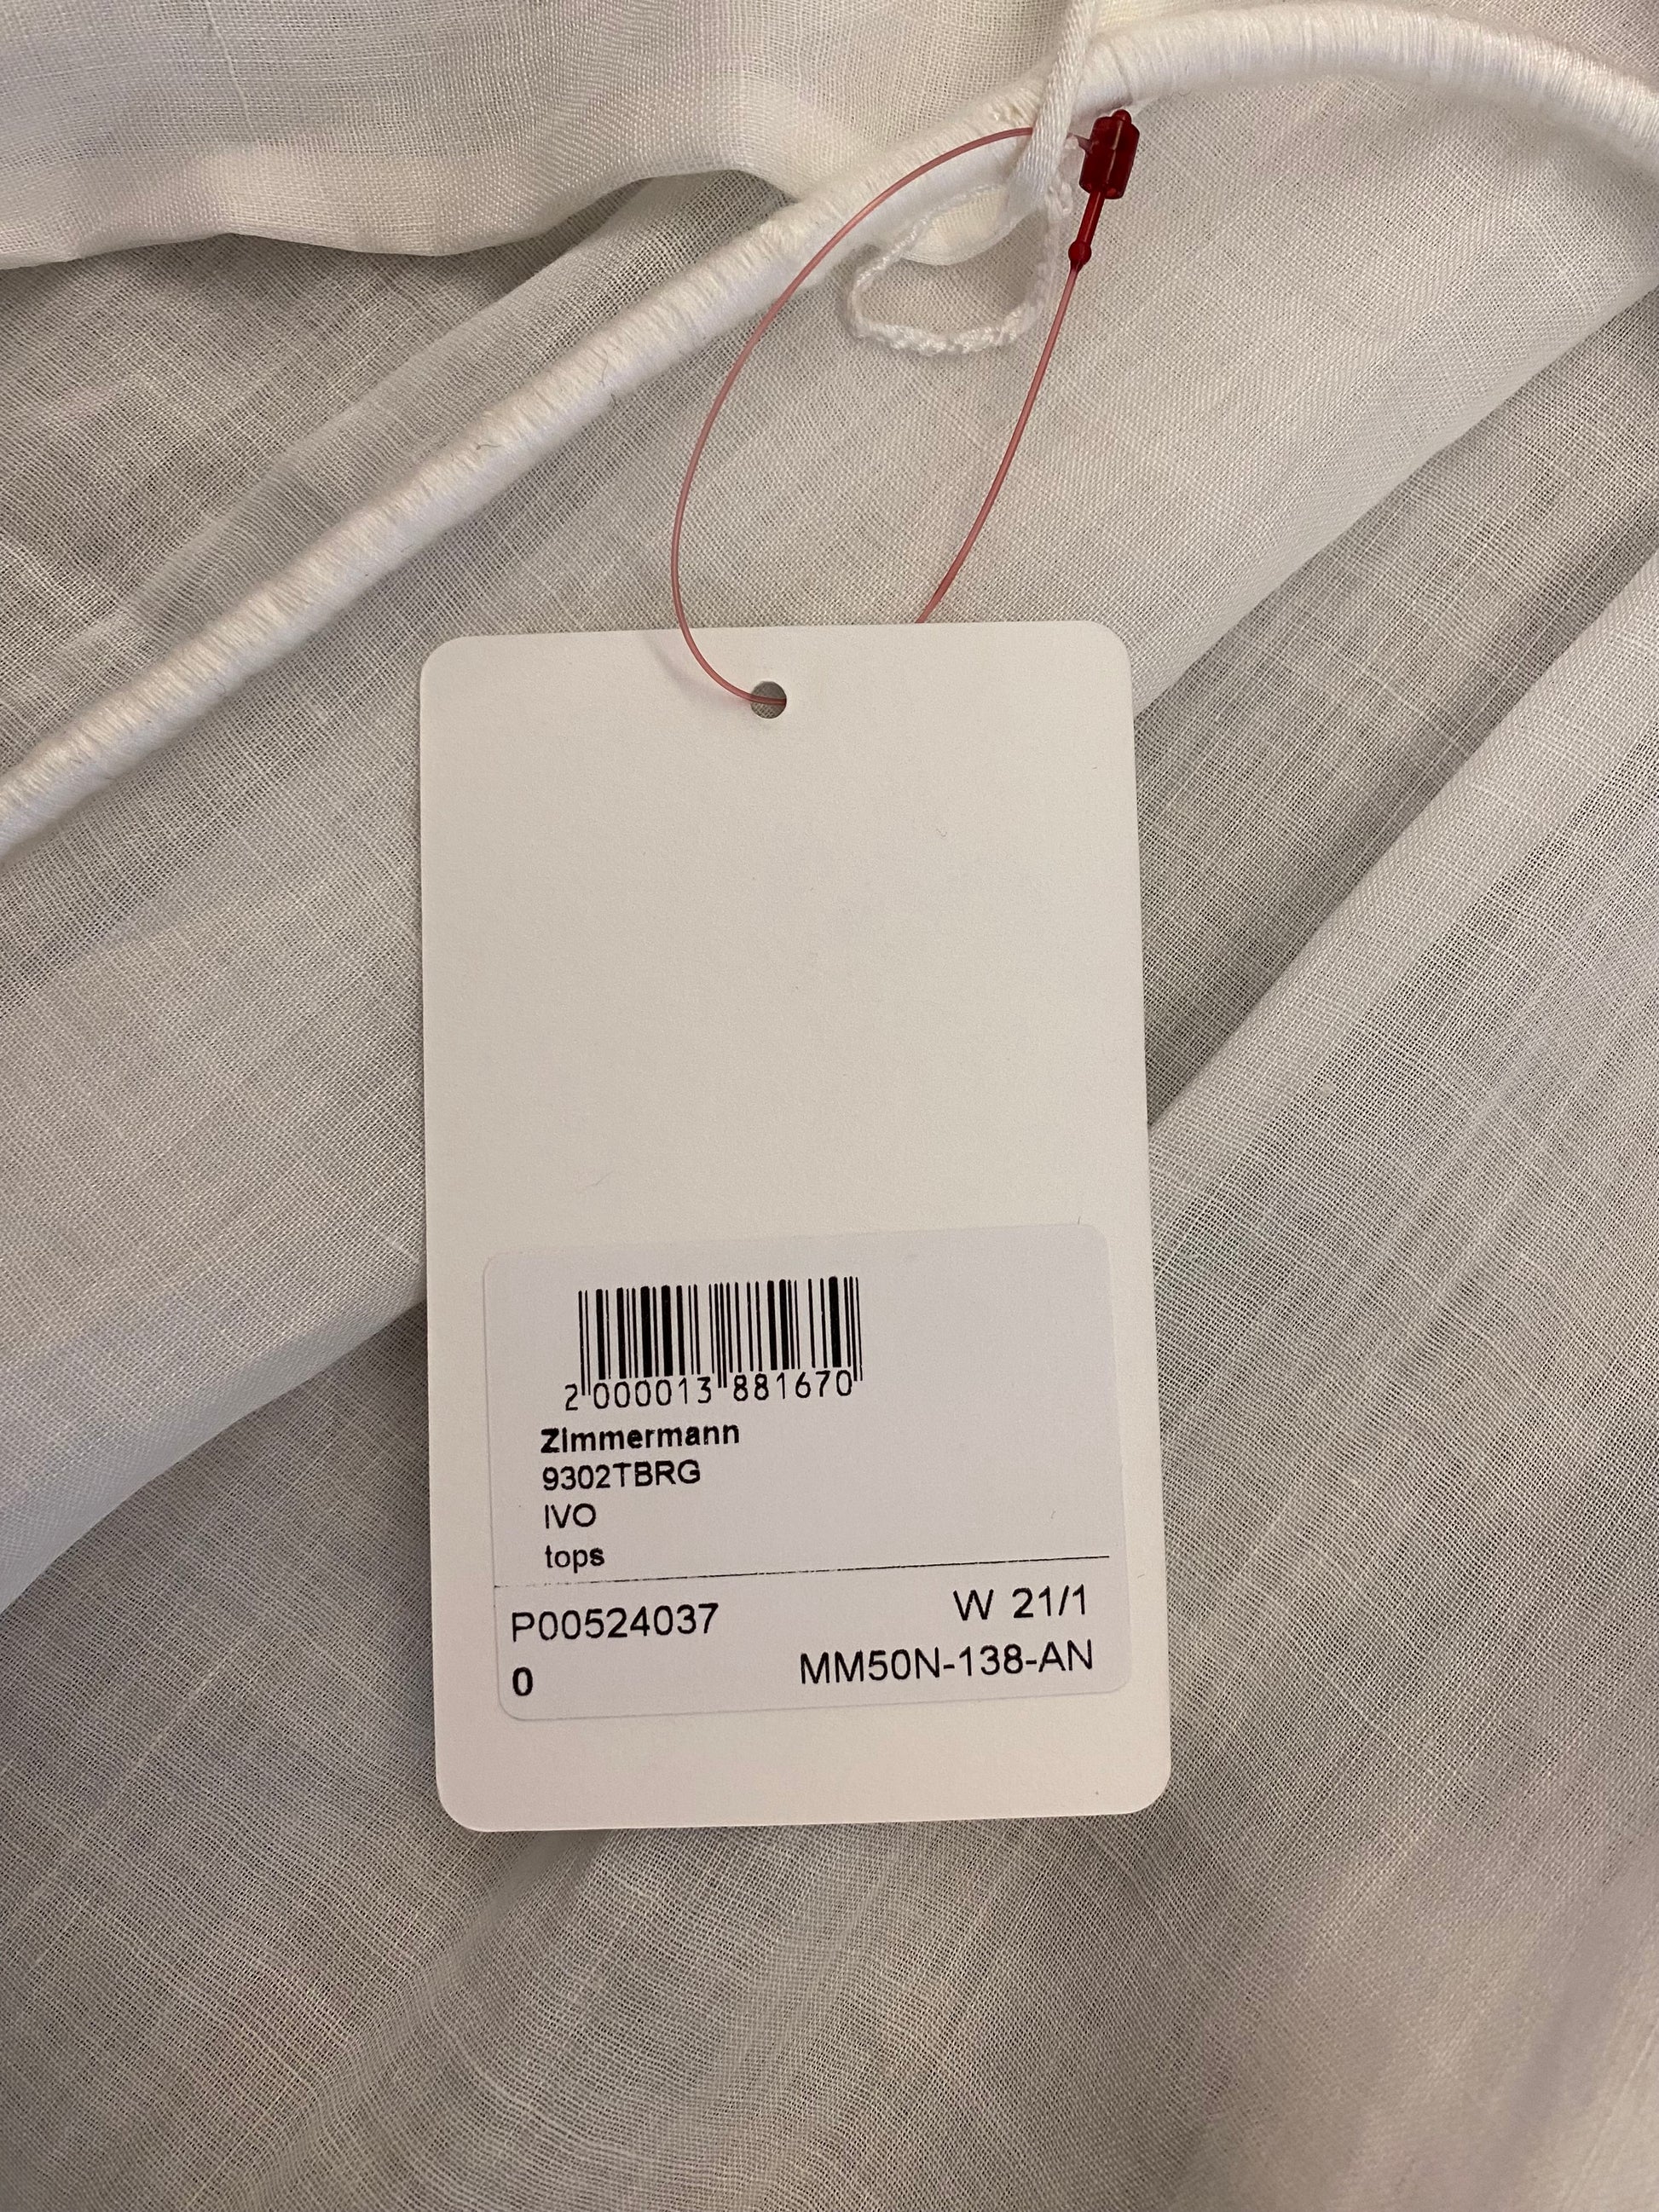 2 000013 881670
Zimmermann
9302TBRG
IVO
tops
P00524037 W 21/1
0 MM50N-138-AN